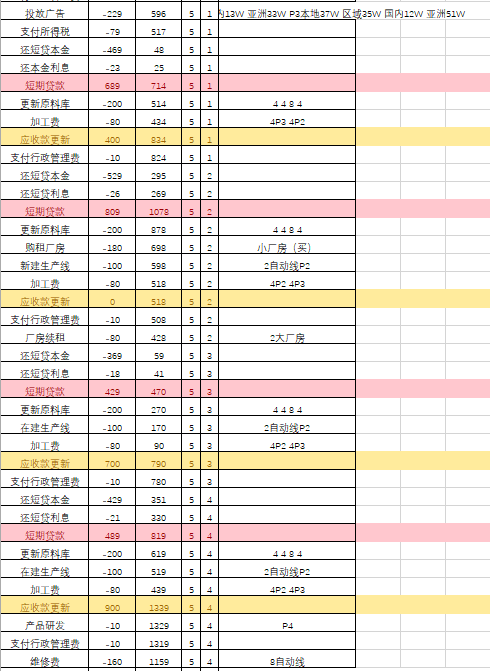 投放广告 -229 596 5 1 内13W 亚洲33W P3本地37W 区域35W 国内12W 亚洲51W
支付所得税 -79 517 5 1
还短贷本金 -469 48 5 1
还本金利息 -23 25 5 1
短期贷款 689 714 5 1
更新原料库 -200 514 5 1 4 4 8 4
加工费 -80 434 5 1 4P3 4P2
应收款更新 400 834 5 1
支付行政管理费 -10 824 5 1
还短贷本金 -529 295 5 2
还短贷利息 -26 269 5 2
短期贷款 809 1078 5 2
更新原料库 -200 878 5 2 4 4 8 4
购租厂房 -180 698 5 2 小厂房（买）
新建生产线 -100 598 5 2 2自动线P2
加工费 -80 518 5 2 4P2 4P3
应收款更新 0 518 5 2
支付行政管理费 -10 508 5 2
厂房续租 -80 428 5 2 2大厂房
还短贷本金 -369 59 5 3
还短贷利息 -18 41 5 3
短期贷款 429 470 5 3
更新原料库 -200 270 5 3 4 4 8 4
在建生产线 -100 170 5 3 2自动线P2
加工费 -80 90 5 3 4P2 4P3
应收款更新 700 790 5 3
支付行政管理费 -10 780 5 3
还短贷本金 -429 351 5 4
还短贷利息 -21 330 5 4
短期贷款 489 819 5 4
更新原料库 -200 619 5 4 4 4 8 4
在建生产线 -100 519 5 4 2自动线P2
加工费 -80 439 5 4 4P2 4P3
应收款更新 900 1339 5 4
产品研发 -10 1329 5 4 P4
支付行政管理费 -10 1319 5 4
维修费 -160 1159 5 4 8自动线